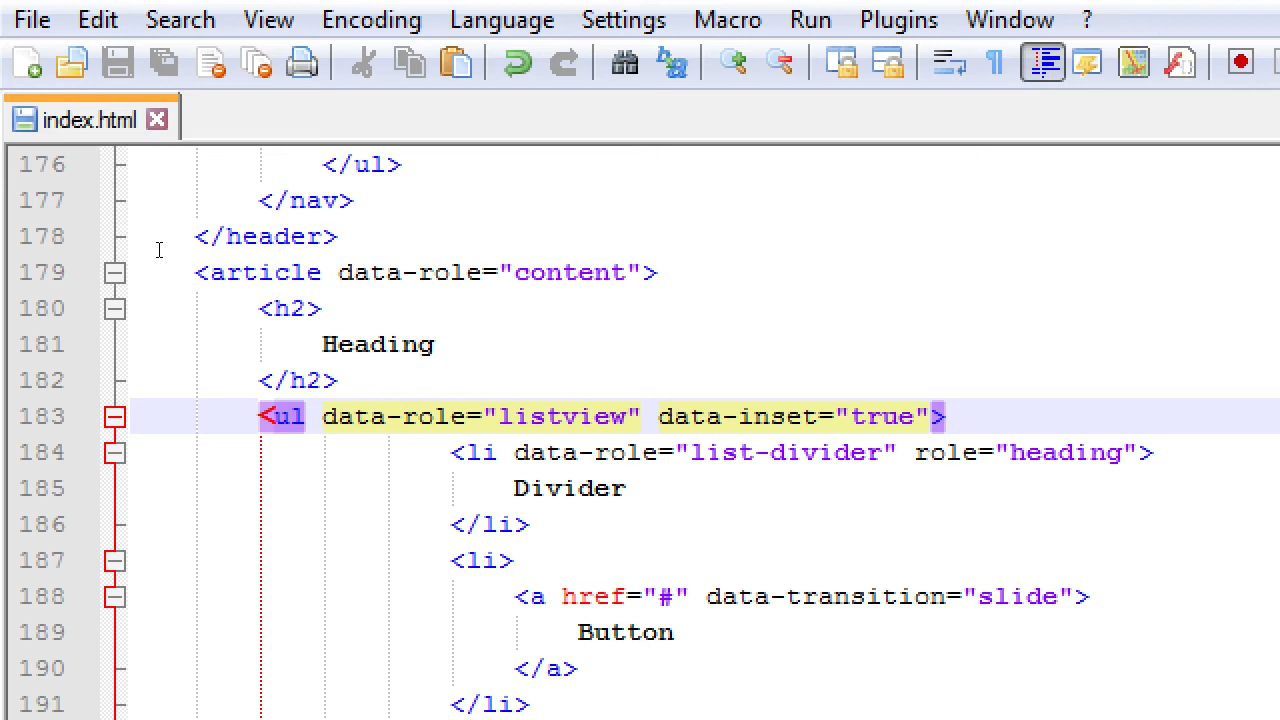 File Edit Search View Encoding Language Settings Macro Run Plugins Window ?
index.html
176 </ul>
177 </nav>
178 </header>
179 <article data-role="content">
180 <h2>
181 Heading
182 </h2>
183 <ul data-role="listview" data-inset="true">
184 <li data-role="list-divider" role="heading">
185 Divider
186 </li>
187 <li>
188 <a href="#" data-transition="slide">
189 Button
190 </a>
191 </li>